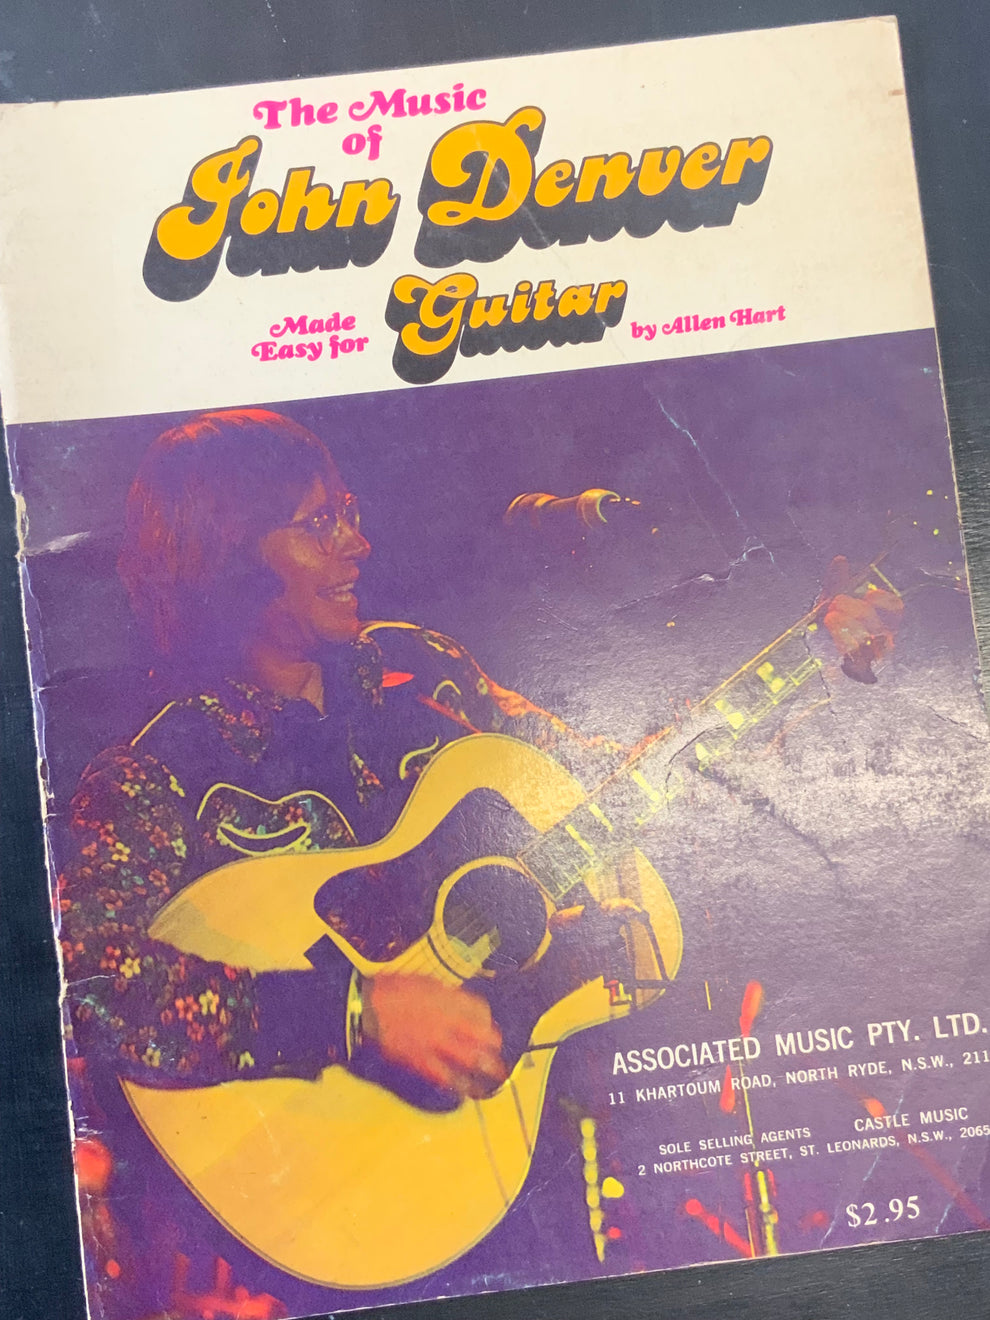 The Music
of
John Denver
Made
Easy for
Guitar
by Allen Hart
ASSOCIATED MUSIC PTY. LTD.
11 KHARTOUM ROAD, NORTH RYDE, N.S.W., 211
CASTLE MUSIC
SOLE SELLING AGENTS
2 NORTHCOTE STREET, ST. LEONARDS, N.S.W., 2065
$2.95